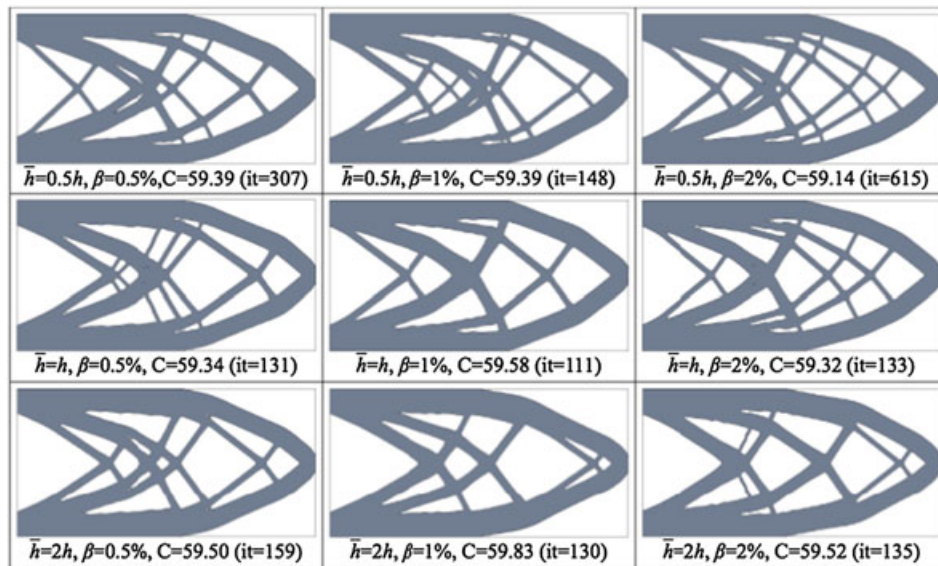 h̅=0.5h, β=0.5%,C=59.39 (it=307)
h̅=0.5h, β=1%, C=59.39 (it=148)
h̅=0.5h, β=2%, C=59.14 (it=615)
h̅=h, β=0.5%, C=59.34 (it=131)
h̅=h, β=1%, C=59.58 (it=111)
h̅=h, β=2%, C=59.32 (it=133)
h̅=2h, β=0.5%, C=59.50 (it=159)
h̅=2h, β=1%, C=59.83 (it=130)
h̅=2h, β=2%, C=59.52 (it=135)